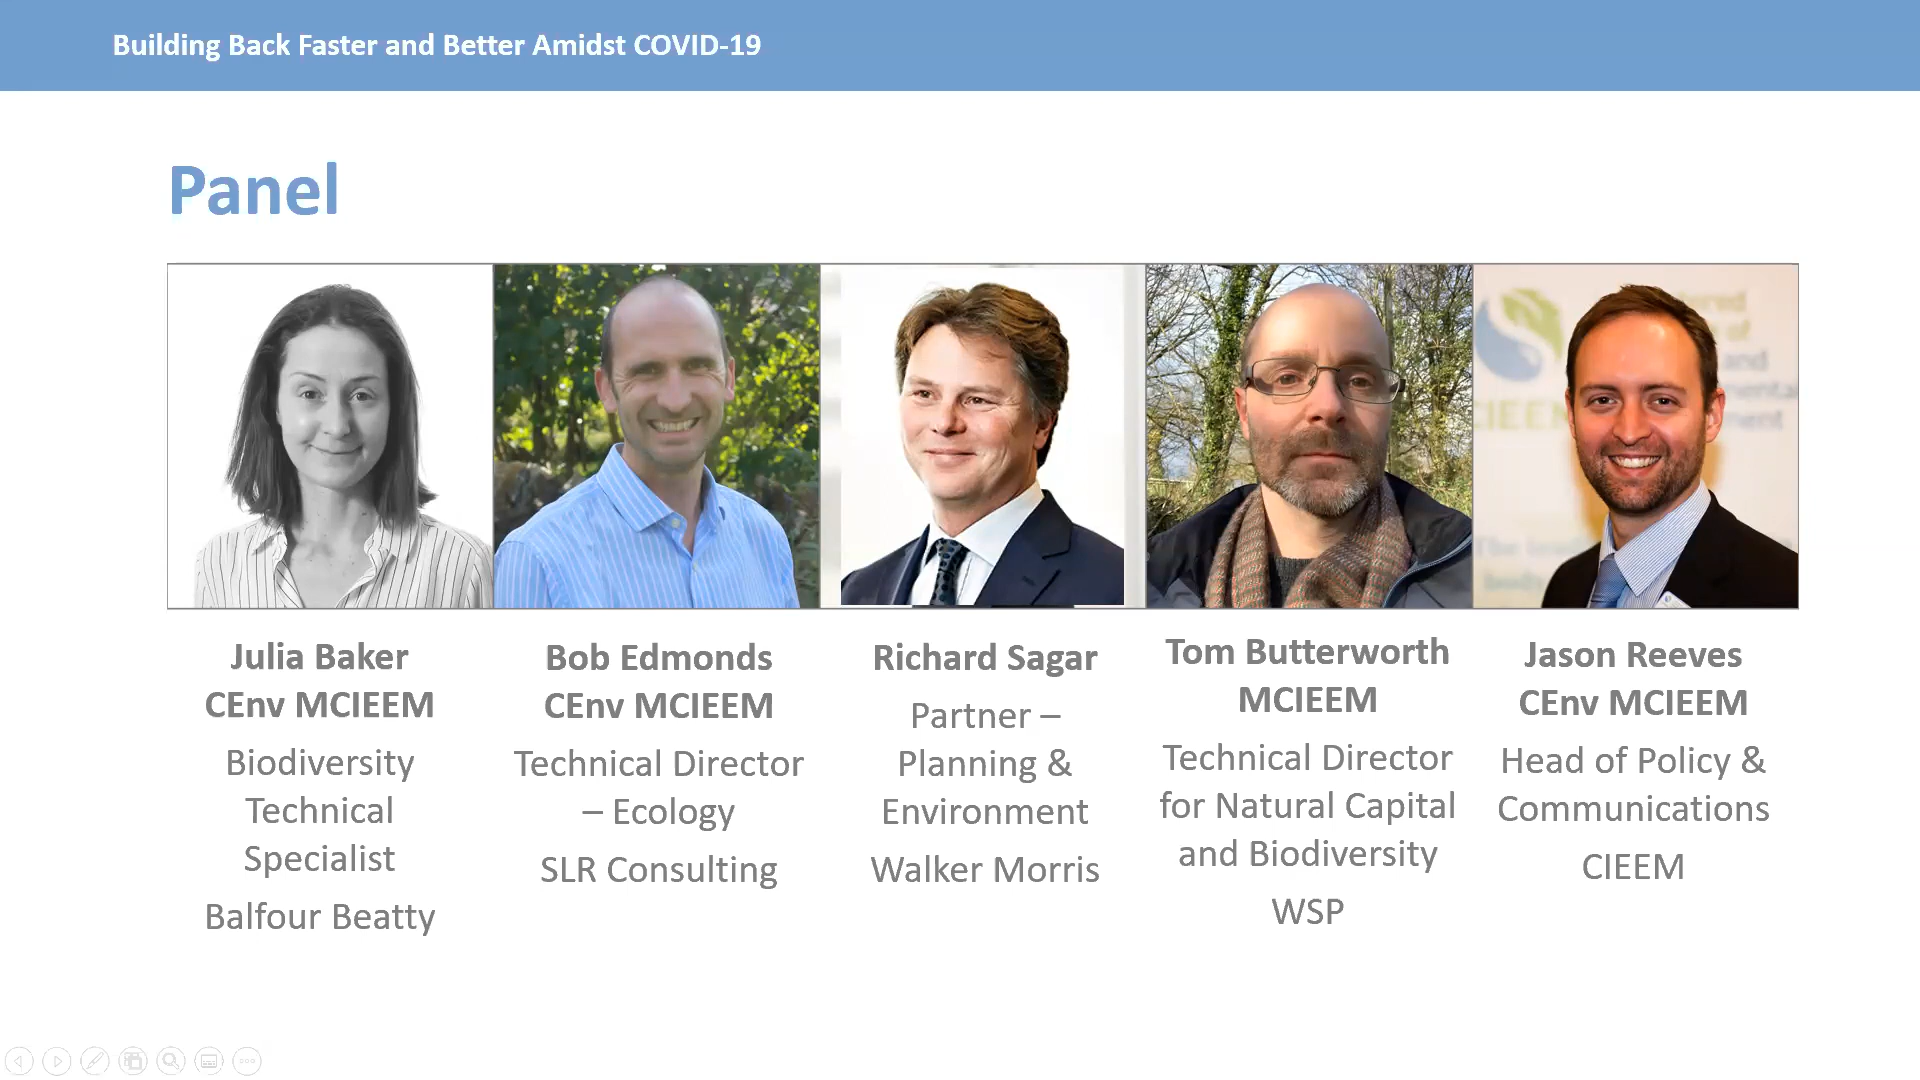 Building Back Faster and Better Amidst COVID-19
Panel
Julia Baker
CEnv MCIEEM
Biodiversity
Technical
Specialist
Balfour Beatty
Bob Edmonds
CEnv MCIEEM
Technical Director
– Ecology
SLR Consulting
Richard Sagar
Partner –
Planning &
Environment
Walker Morris
Tom Butterworth
MCIEEM
Technical Director
for Natural Capital
and Biodiversity
WSP
Jason Reeves
CEnv MCIEEM
Head of Policy &
Communications
CIEEM